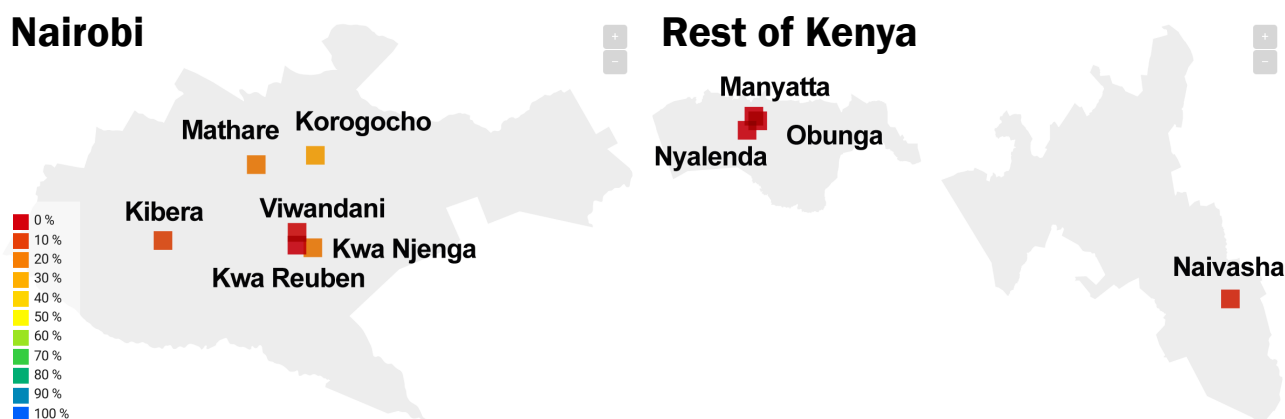 Nairobi
+
−
Mathare
Korogocho
Kibera
Viwandani
Kwa Njenga
Kwa Reuben
0 %
10 %
20 %
30 %
40 %
50 %
60 %
70 %
80 %
90 %
100 %
Rest of Kenya
+
−
Manyatta
Obunga
Nyalenda
Naivasha